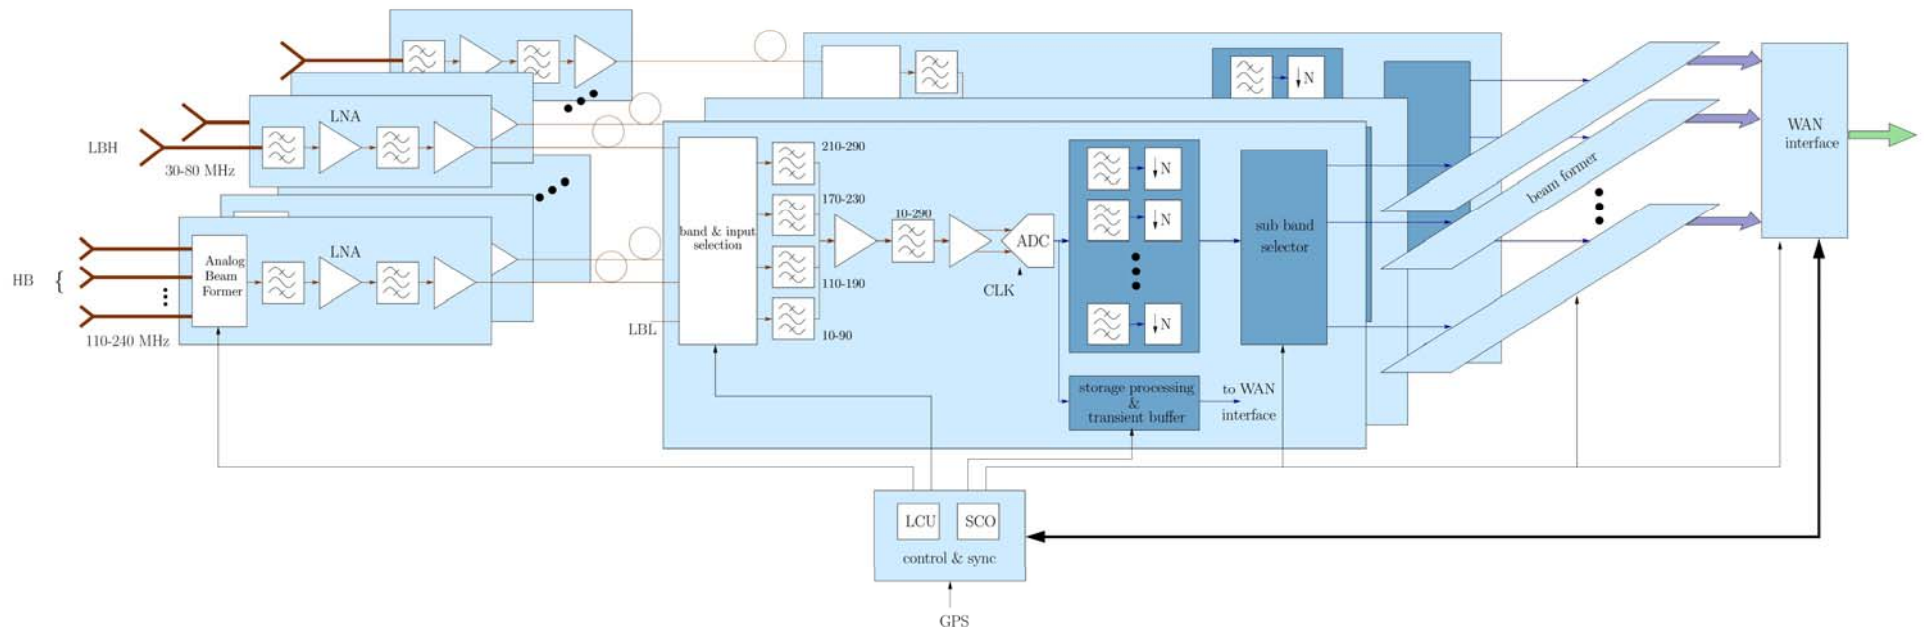 LNA
LBH
30-80 MHz
HB
{
Analog
Beam
Former
LNA
110-240 MHz
LBL
band & input
selection
210-290
170-230
110-190
10-90
10-290
ADC
CLK
N
N
N
N
sub band
selector
storage processing
&
transient buffer
to WAN
interface
beam former
WAN
interface
LCU
SCO
control & sync
GPS